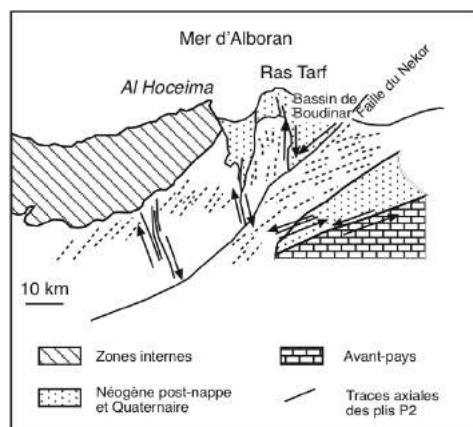 Mer d'Alboran
Al Hoceima
Ras Tarf
Bassin de
Boudinar
Faille du Nekor
10 km
Zones internes
Avant-pays
Néogène post-nappe
et Quaternaire
Traces axiales
des plis P2